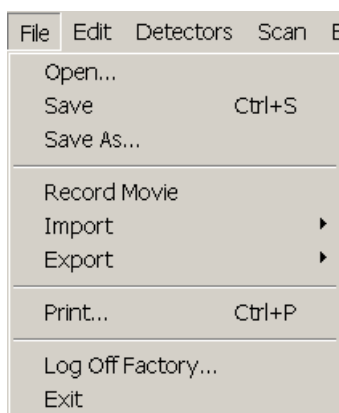 File Edit Detectors Scan
Open...
Save Ctrl+S
Save As...
Record Movie
Import
Export
Print... Ctrl+P
Log Off Factory...
Exit